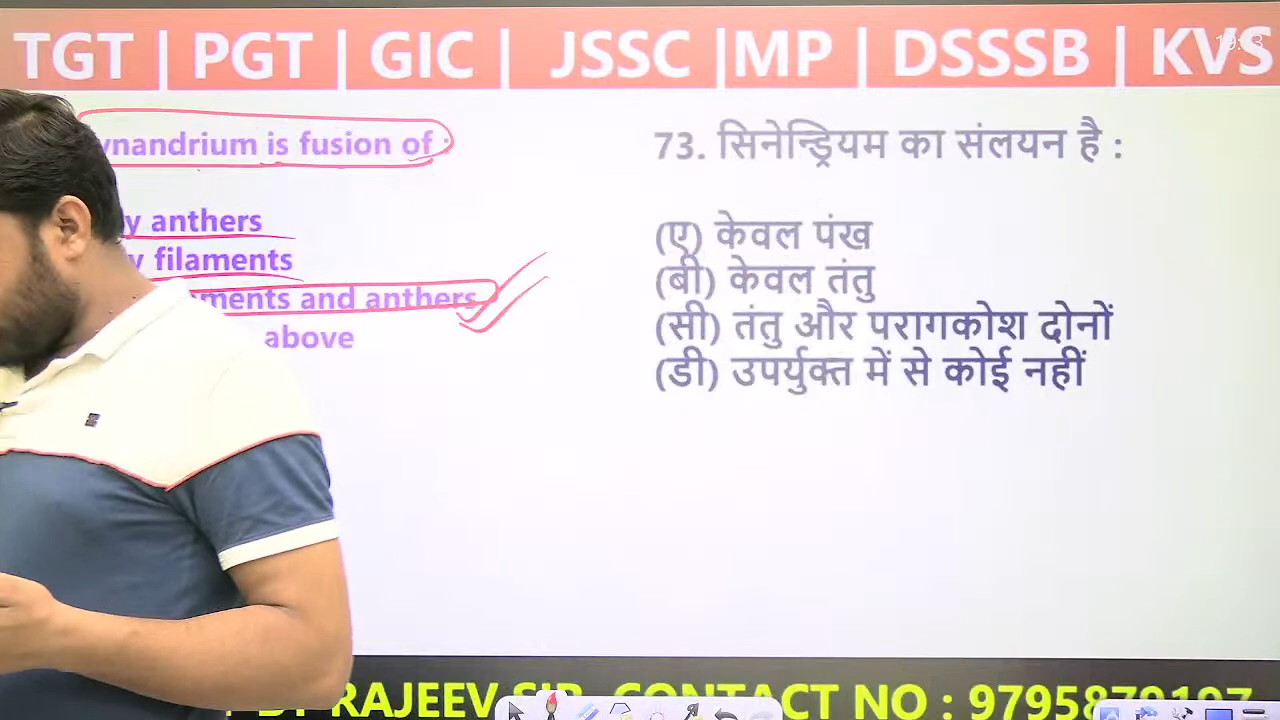 TGT | PGT | GIC | JSSC | MP | DSSSB | KVS
ynandrium is fusion of :
y anthers
y filaments
ments and anthers
above
73. सिनेन्ड्रियम का संलयन है :
(ए) केवल पंख
(बी) केवल तंतु
(सी) तंतु और परागकोश दोनों
(डी) उपर्युक्त में से कोई नहीं
RAJEEV SIR CONTACT NO : 9795879197